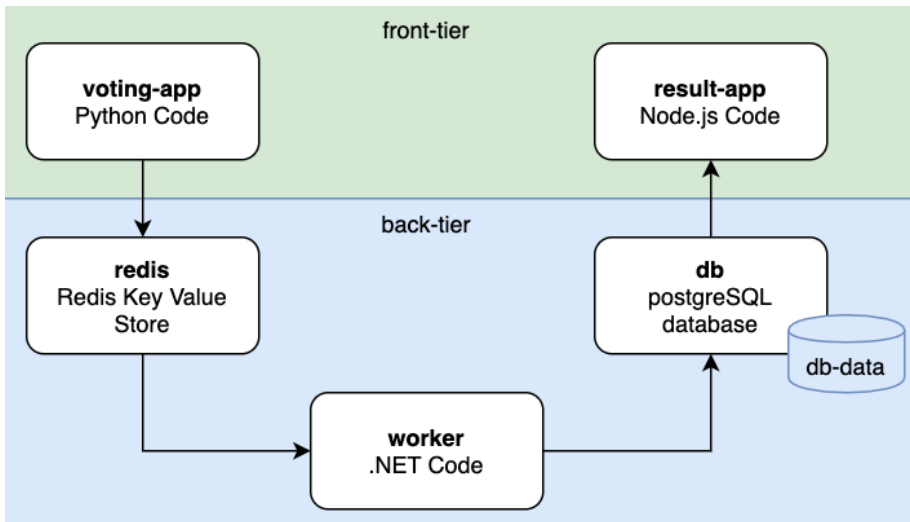 front-tier
voting-app
Python Code
result-app
Node.js Code
back-tier
redis
Redis Key Value
Store
db
postgreSQL
database
db-data
worker
.NET Code